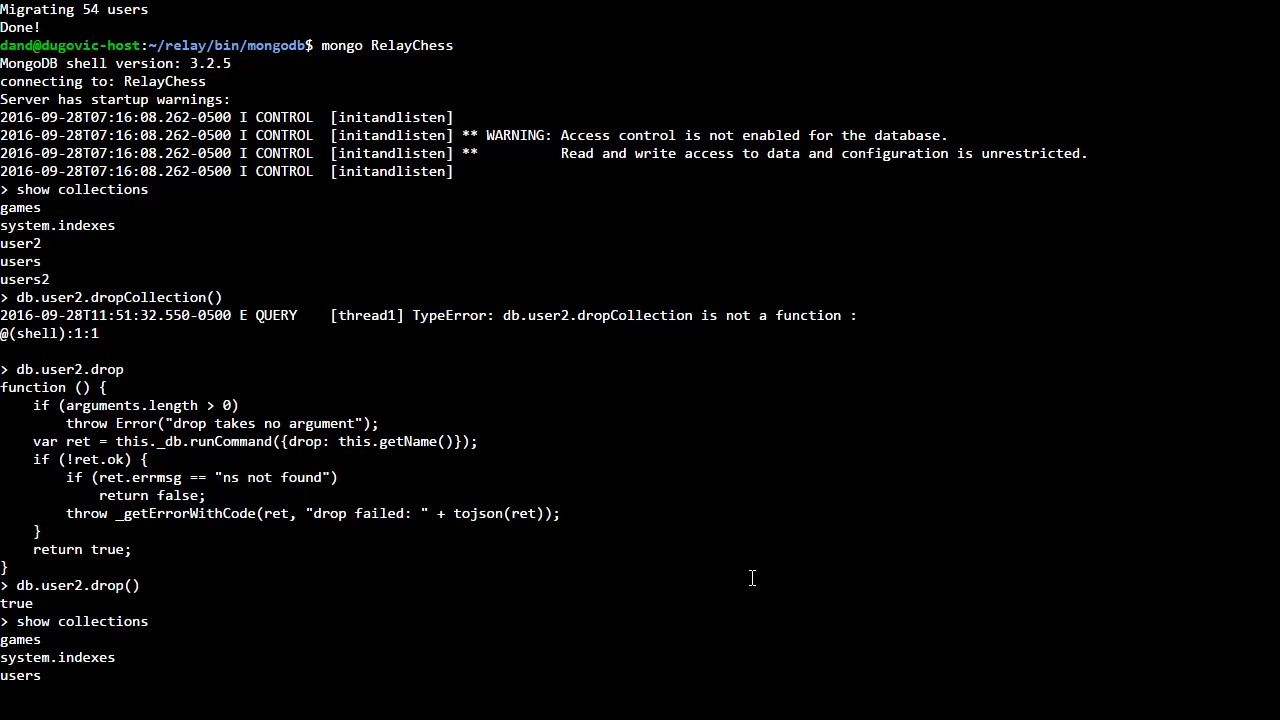 Migrating 54 users
Done!
dand@dugovic-host:~/relay/bin/mongodb$ mongo RelayChess
MongoDB shell version: 3.2.5
connecting to: RelayChess
Server has startup warnings:
2016-09-28T07:16:08.262-0500 I CONTROL  [initandlisten]
2016-09-28T07:16:08.262-0500 I CONTROL  [initandlisten] ** WARNING: Access control is not enabled for the database.
2016-09-28T07:16:08.262-0500 I CONTROL  [initandlisten] **          Read and write access to data and configuration is unrestricted.
2016-09-28T07:16:08.262-0500 I CONTROL  [initandlisten]
> show collections
games
system.indexes
user2
users
users2
> db.user2.dropCollection()
2016-09-28T11:51:32.550-0500 E QUERY    [thread1] TypeError: db.user2.dropCollection is not a function :
@(shell):1:1
> db.user2.drop
function () {
    if (arguments.length > 0)
        throw Error("drop takes no argument");
    var ret = this._db.runCommand({drop: this.getName()});
    if (!ret.ok) {
        if (ret.errmsg == "ns not found")
            return false;
        throw _getErrorWithCode(ret, "drop failed: " + tojson(ret));
    }
    return true;
}
> db.user2.drop()
true
> show collections
games
system.indexes
users